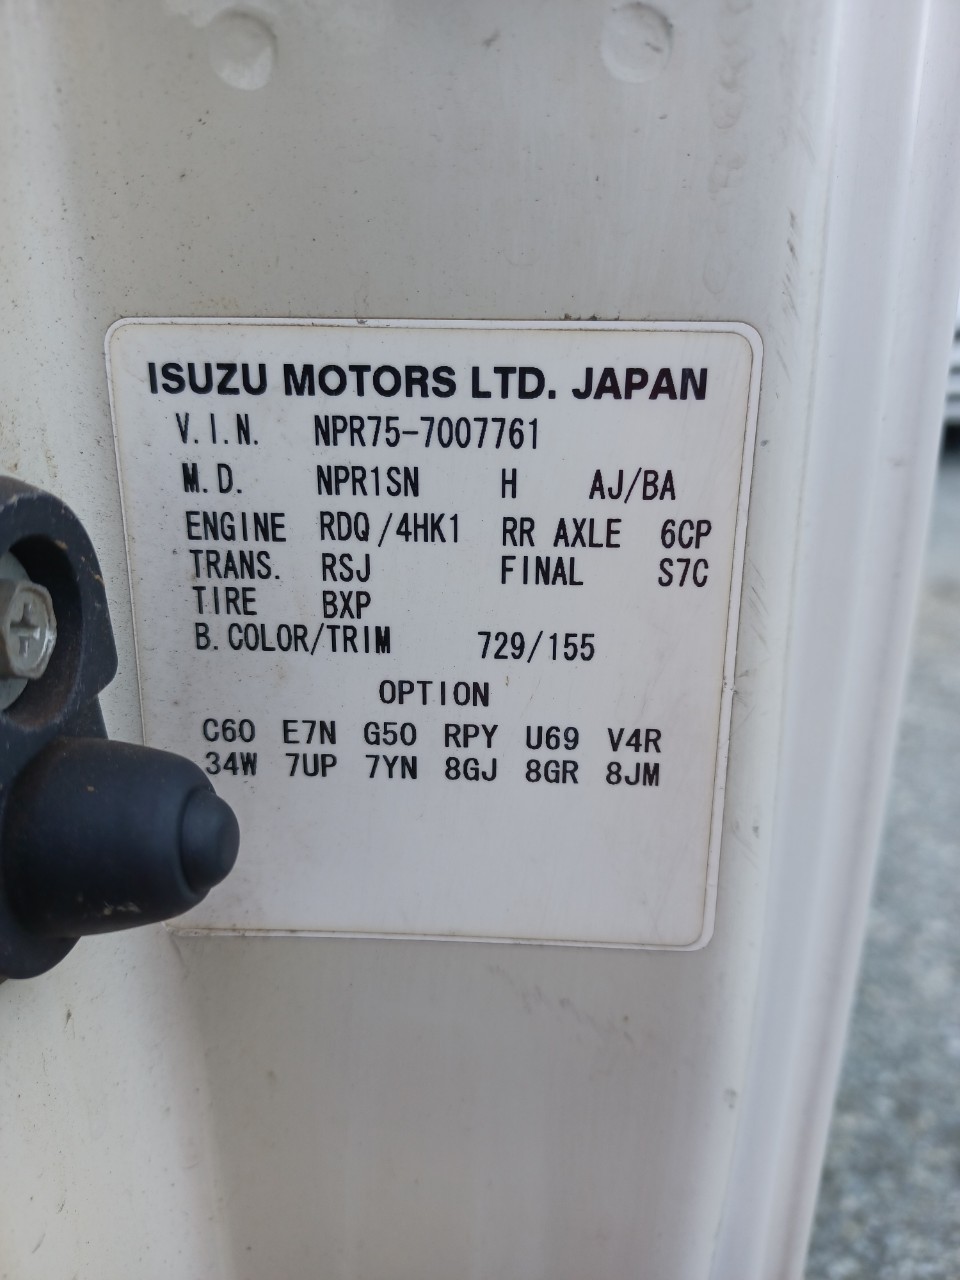 ISUZU MOTORS LTD. JAPAN
V.I.N. NPR75-7007761
M.D. NPR1SN H AJ/BA
ENGINE RDQ/4HK1 RR AXLE 6CP
TRANS. RSJ FINAL S7C
TIRE BXP
B.COLOR/TRIM 729/155
OPTION
C60 E7N G50 RPY U69 V4R
34W 7UP 7YN 8GJ 8GR 8JM